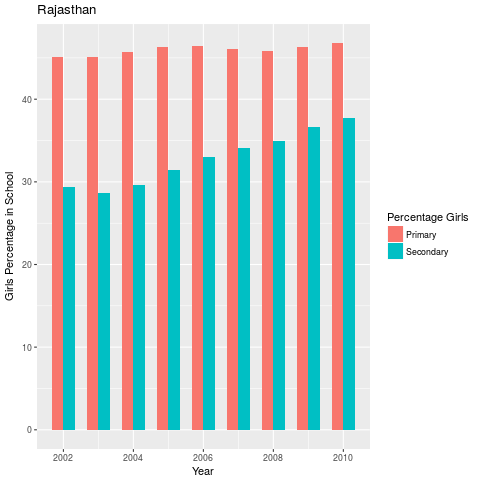 Rajasthan
Girls Percentage in School
40
30
20
10
0
2002 2004 2006 2008 2010
Year
Percentage Girls
Primary
Secondary